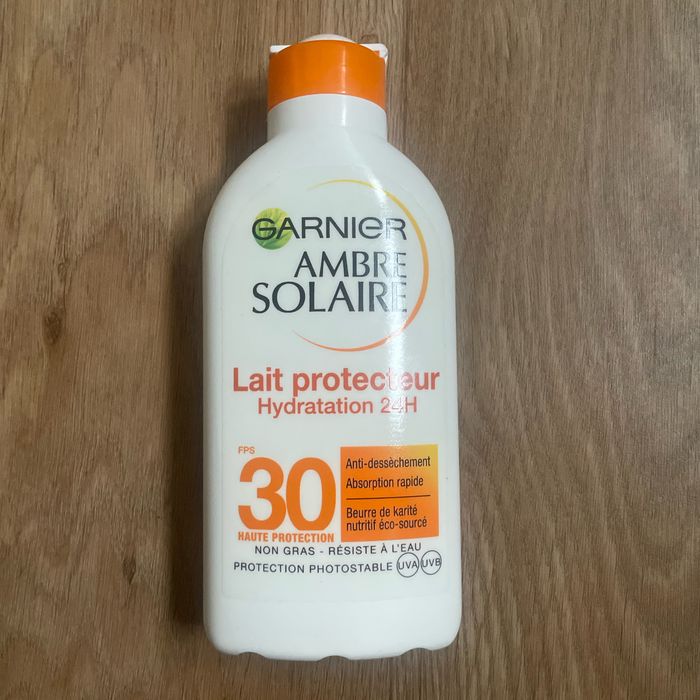 GARNIER
AMBRE
SOLAIRE
Lait protecteur
Hydratation 24H
FPS
30
HAUTE PROTECTION
Anti-dessèchement
Absorption rapide
Beurre de karité
nutritif éco-sourcé
NON GRAS - RÉSISTE À L'EAU
PROTECTION PHOTOSTABLE UVA UVB